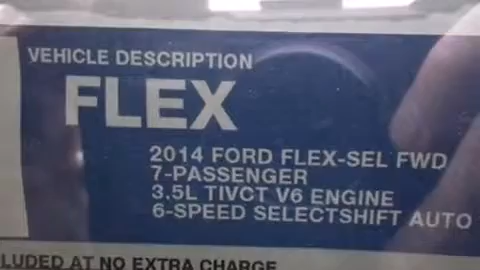 VEHICLE DESCRIPTION
FLEX
2014 FORD FLEX-SEL FWD
7-PASSENGER
3.5L TIVCT V6 ENGINE
6-SPEED SELECTSHIFT AUTO
LUDED AT NO EXTRA CHARGE